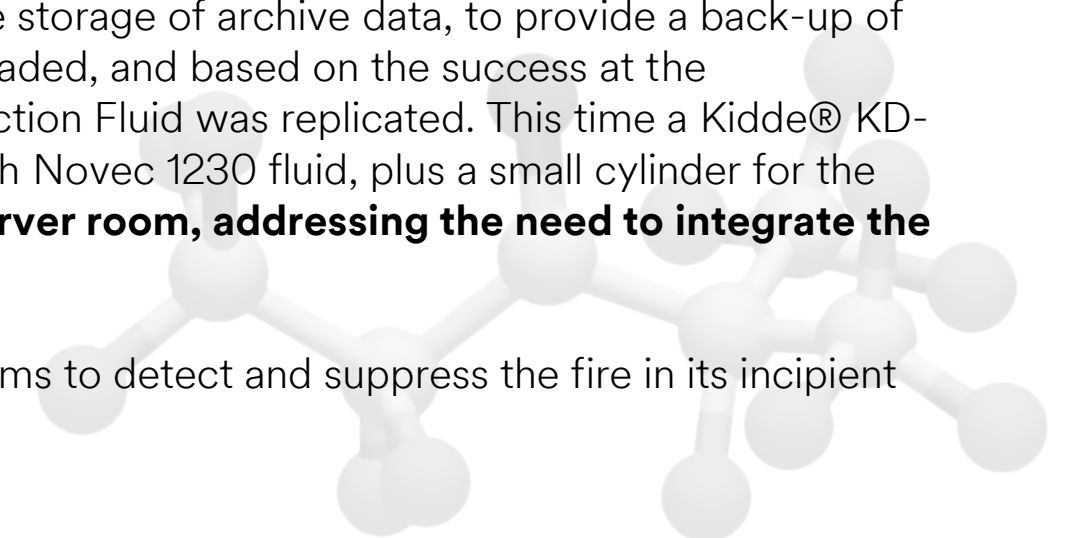 storage of archive data, to provide a back-up of
aded, and based on the success at the
ction Fluid was replicated. This time a Kidde® KD-
h Novec 1230 fluid, plus a small cylinder for the
rver room, addressing the need to integrate the
ms to detect and suppress the fire in its incipient